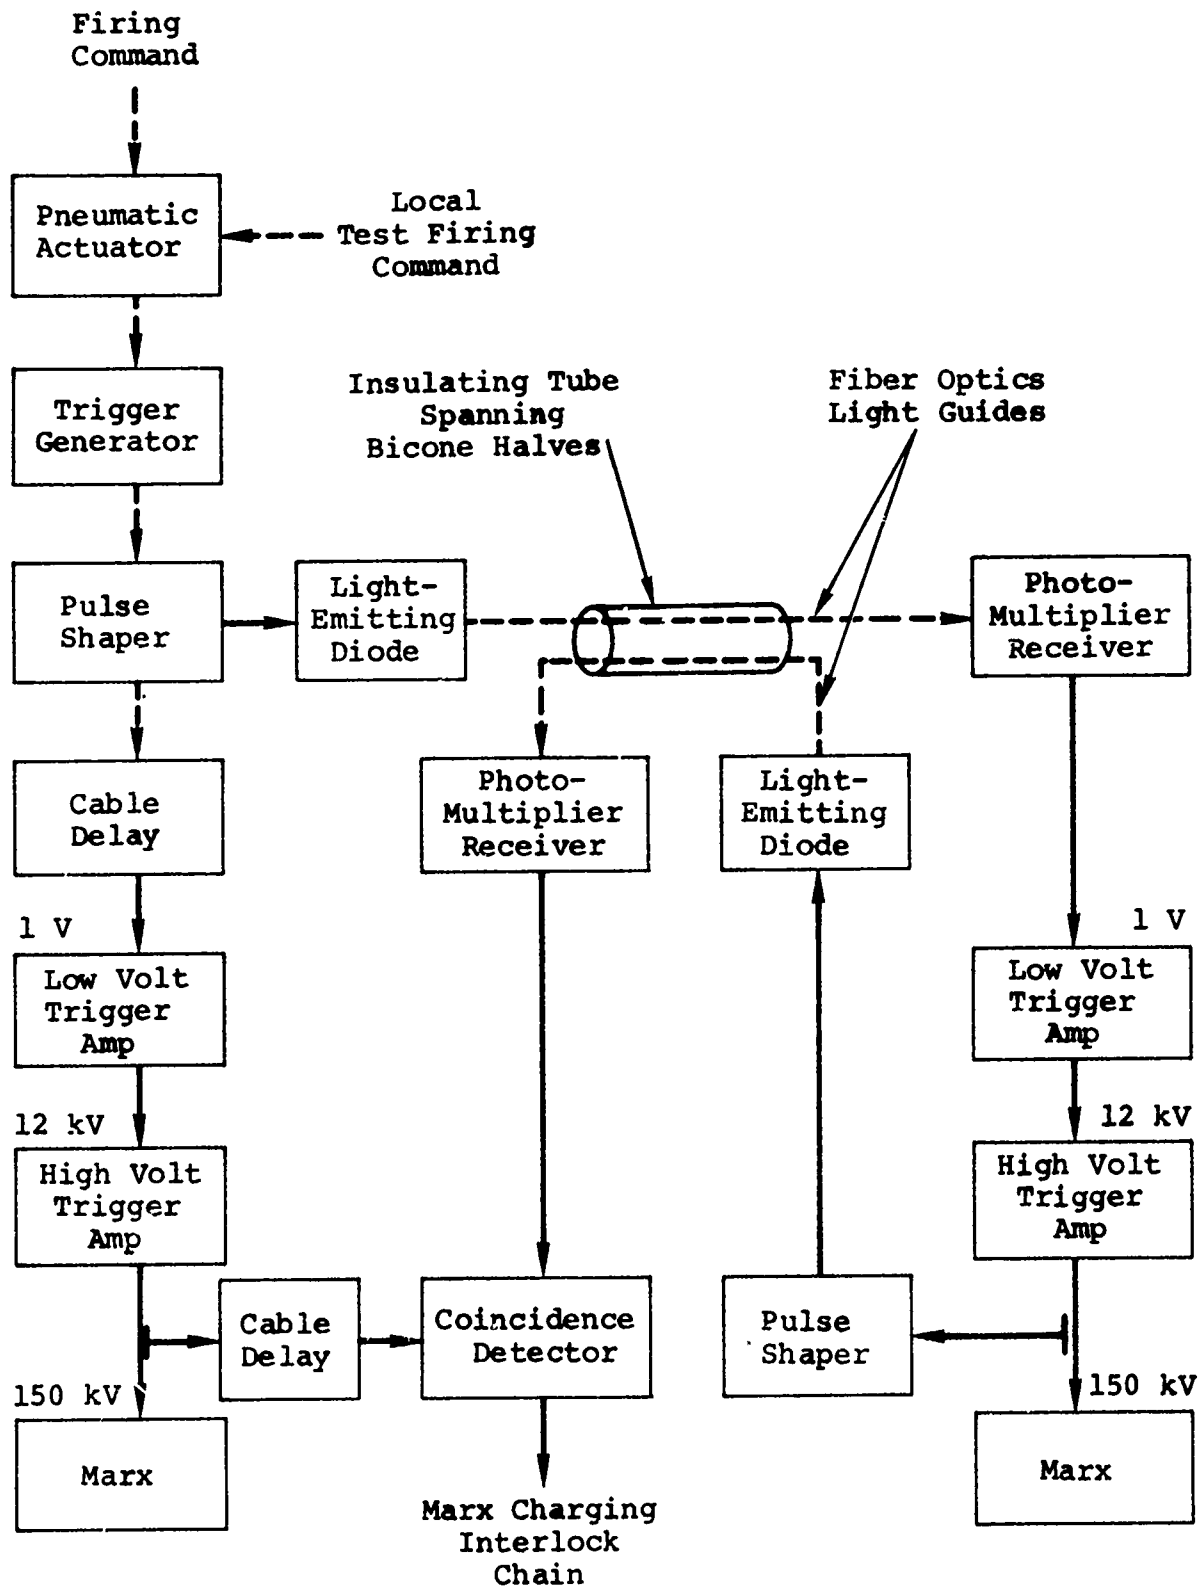 Firing
Command
Pneumatic
Actuator
Local
Test Firing
Command
Trigger
Generator
Insulating Tube
Spanning
Bicone Halves
Fiber Optics
Light Guides
Pulse
Shaper
Light-
Emitting
Diode
Photo-
Multiplier
Receiver
Cable
Delay
Photo-
Multiplier
Receiver
Light-
Emitting
Diode
1 V
Low Volt
Trigger
Amp
1 V
Low Volt
Trigger
Amp
12 kV
High Volt
Trigger
Amp
12 kV
High Volt
Trigger
Amp
Cable
Delay
Coincidence
Detector
Pulse
Shaper
150 kV
Marx
150 kV
Marx
Marx Charging
Interlock
Chain